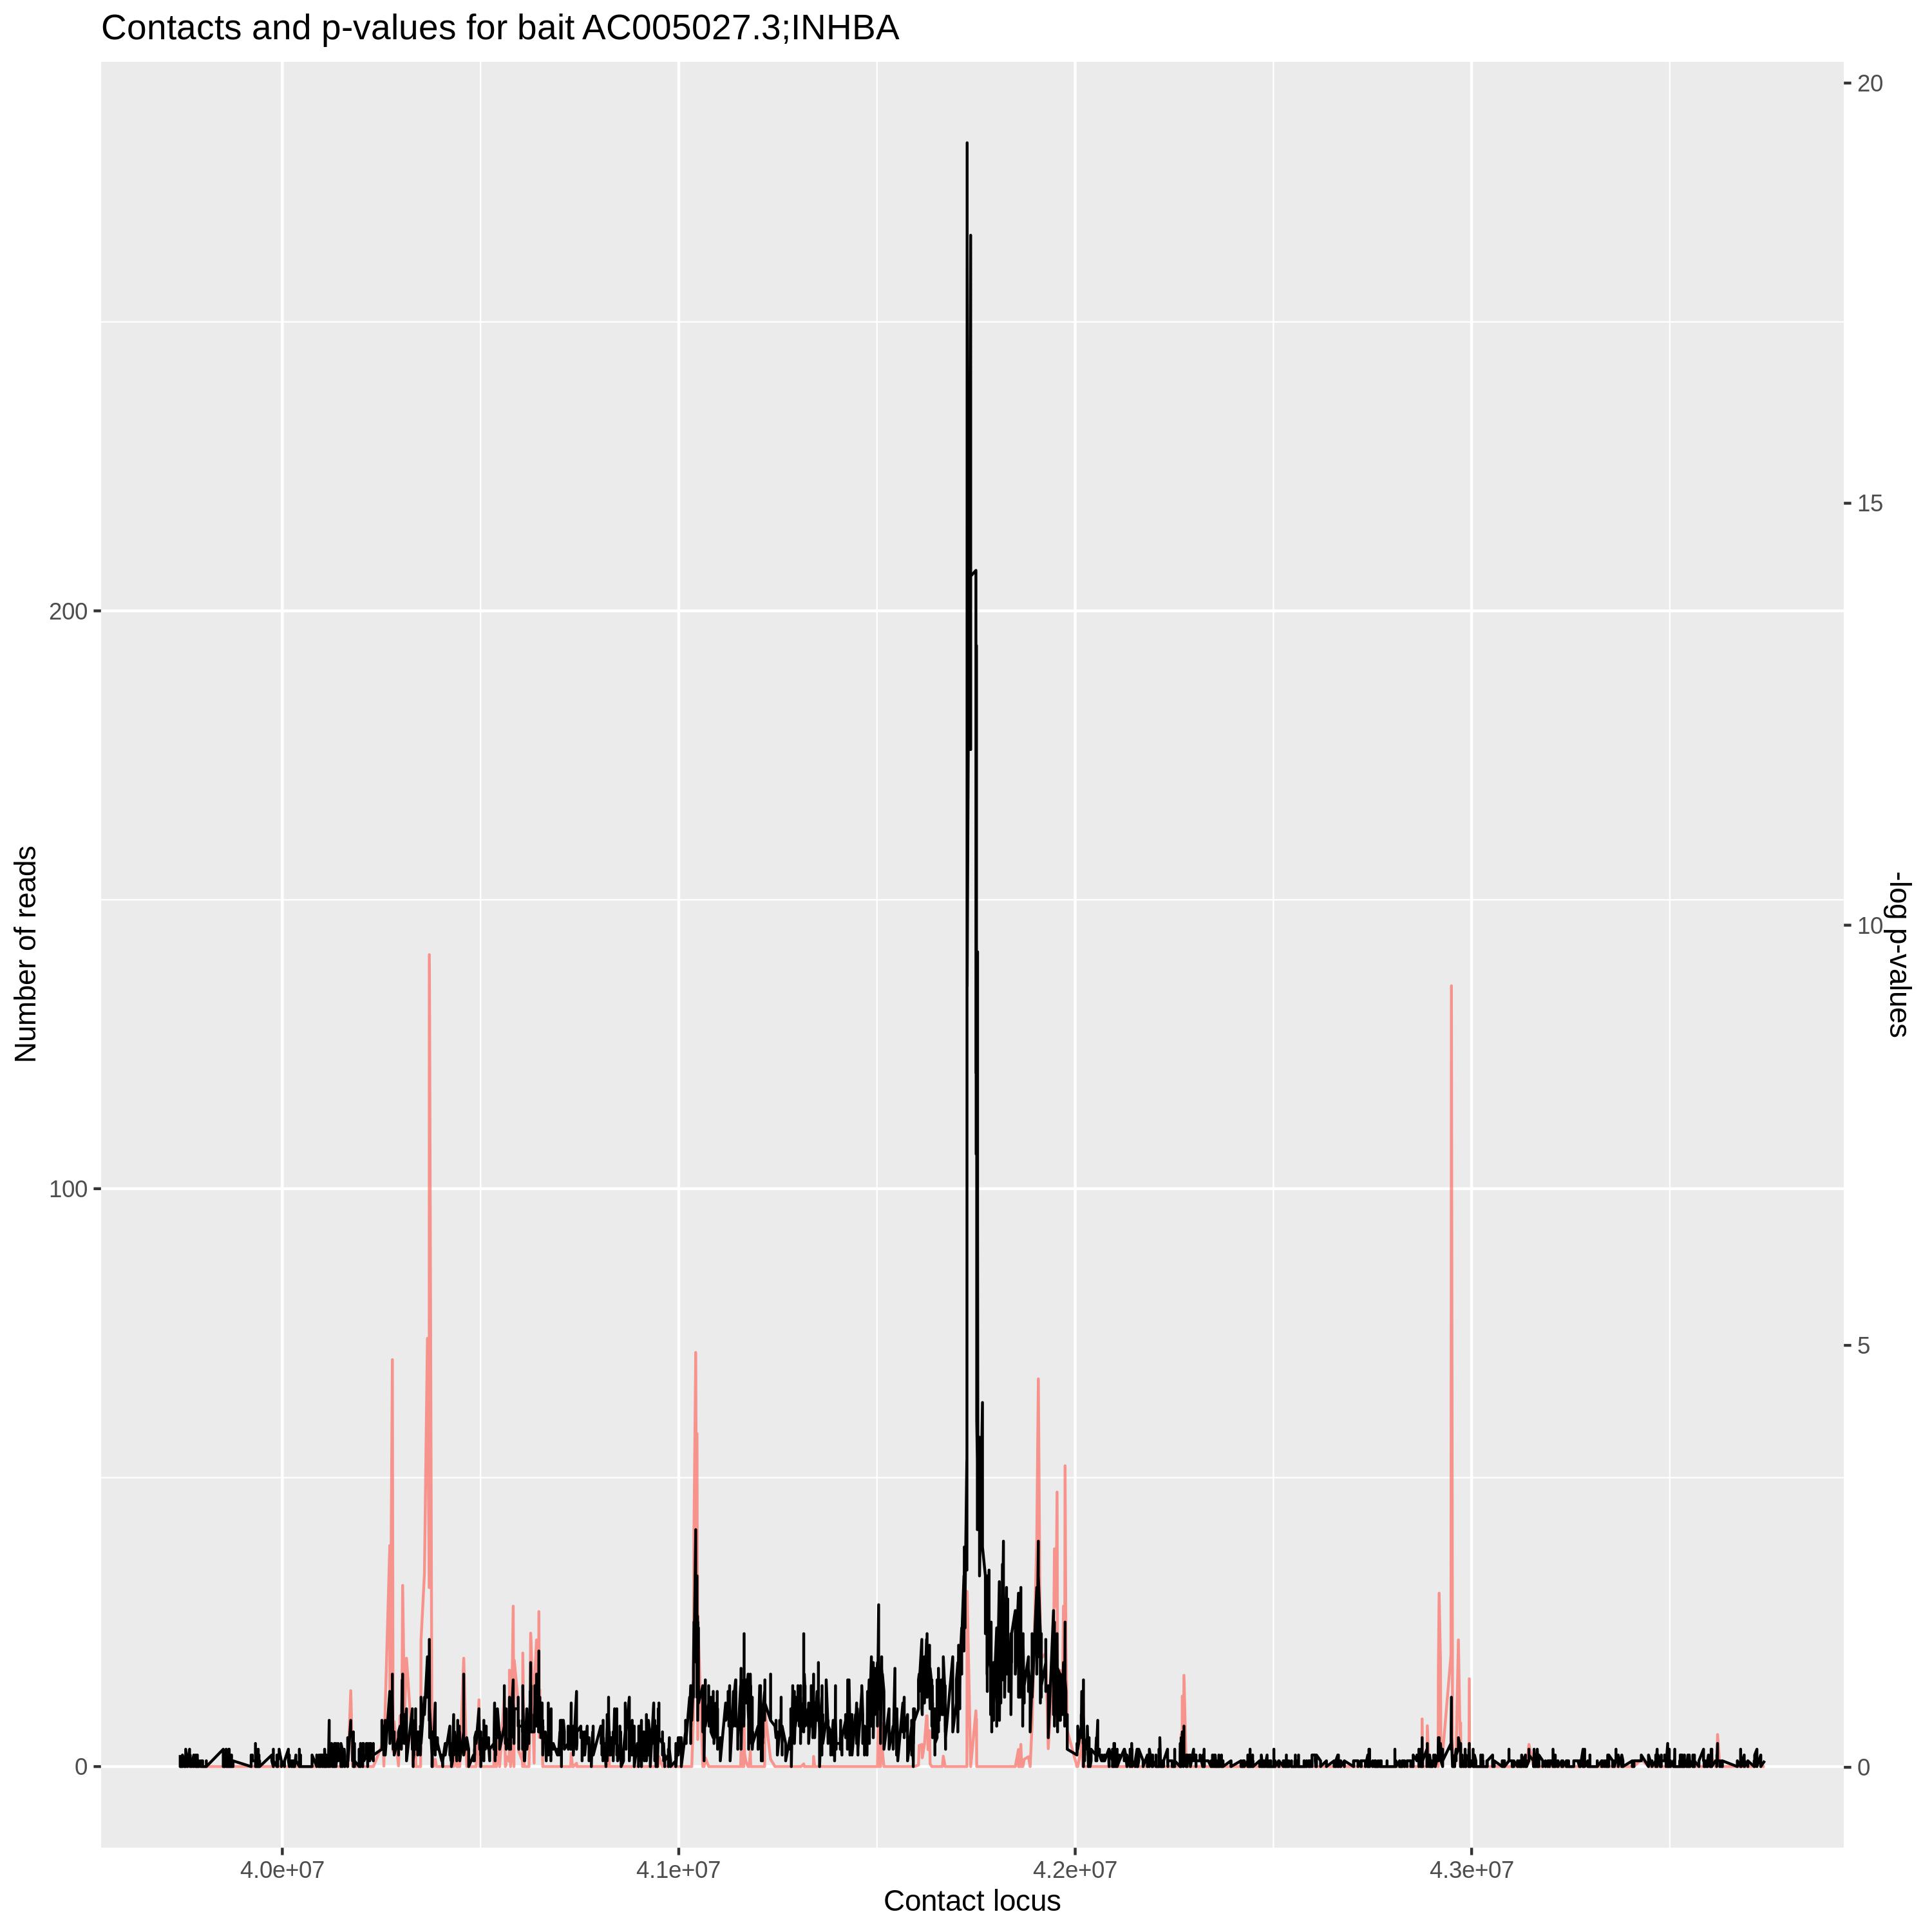 Contacts and p-values for bait AC005027.3;INHBA
20
15
10
5
0
200
100
0
Number of reads
-log p-values
4.0e+07
4.1e+07
4.2e+07
4.3e+07
Contact locus